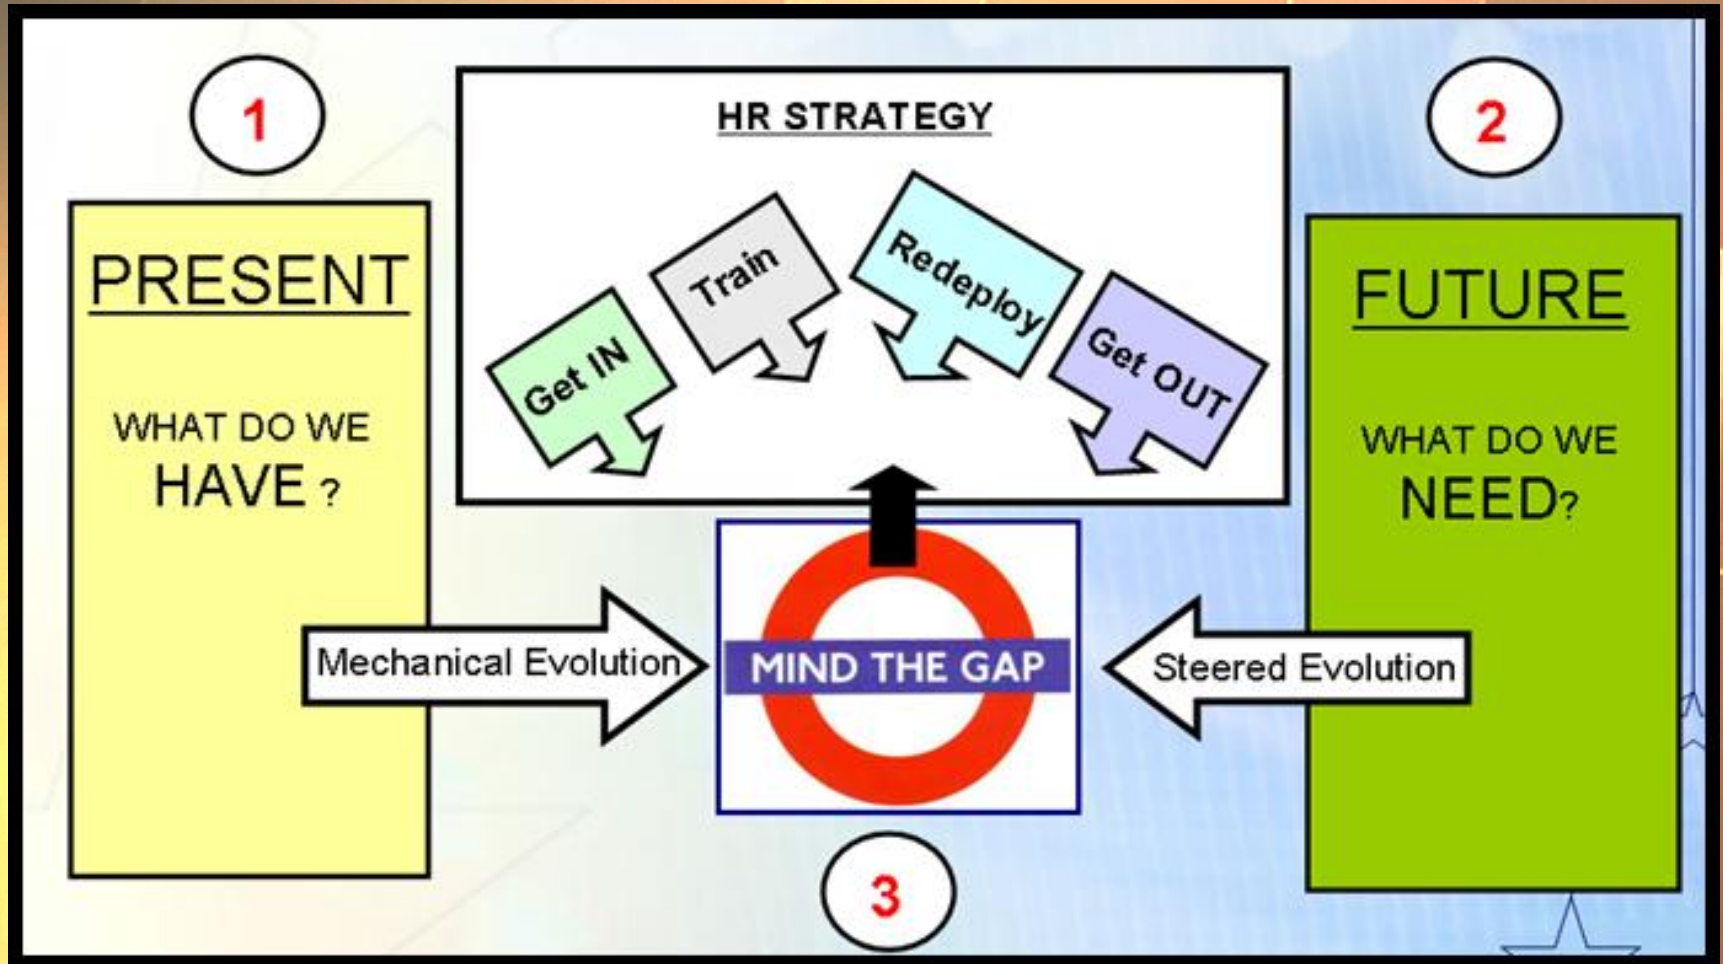 1
PRESENT
WHAT DO WE
HAVE ?
HR STRATEGY
Get IN
Train
Redeploy
Get OUT
2
FUTURE
WHAT DO WE
NEED?
Mechanical Evolution
MIND THE GAP
Steered Evolution
3